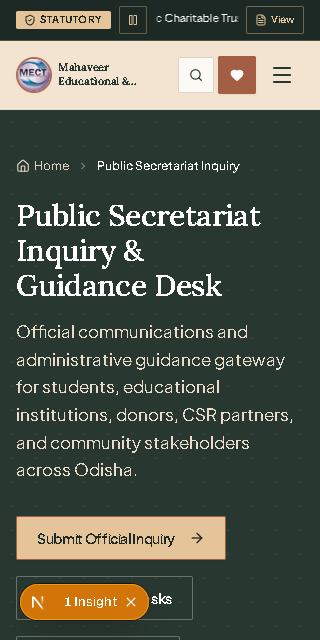 STATUTORY
c Charitable Tru
View
MECT
Mahaveer
Educational &...
Home
Public Secretariat Inquiry
Public Secretariat
Inquiry &
Guidance Desk
Official communications and
administrative guidance gateway
for students, educational
institutions, donors, CSR partners,
and community stakeholders
across Odisha.
Submit Official Inquiry
sks
N 1 Insight